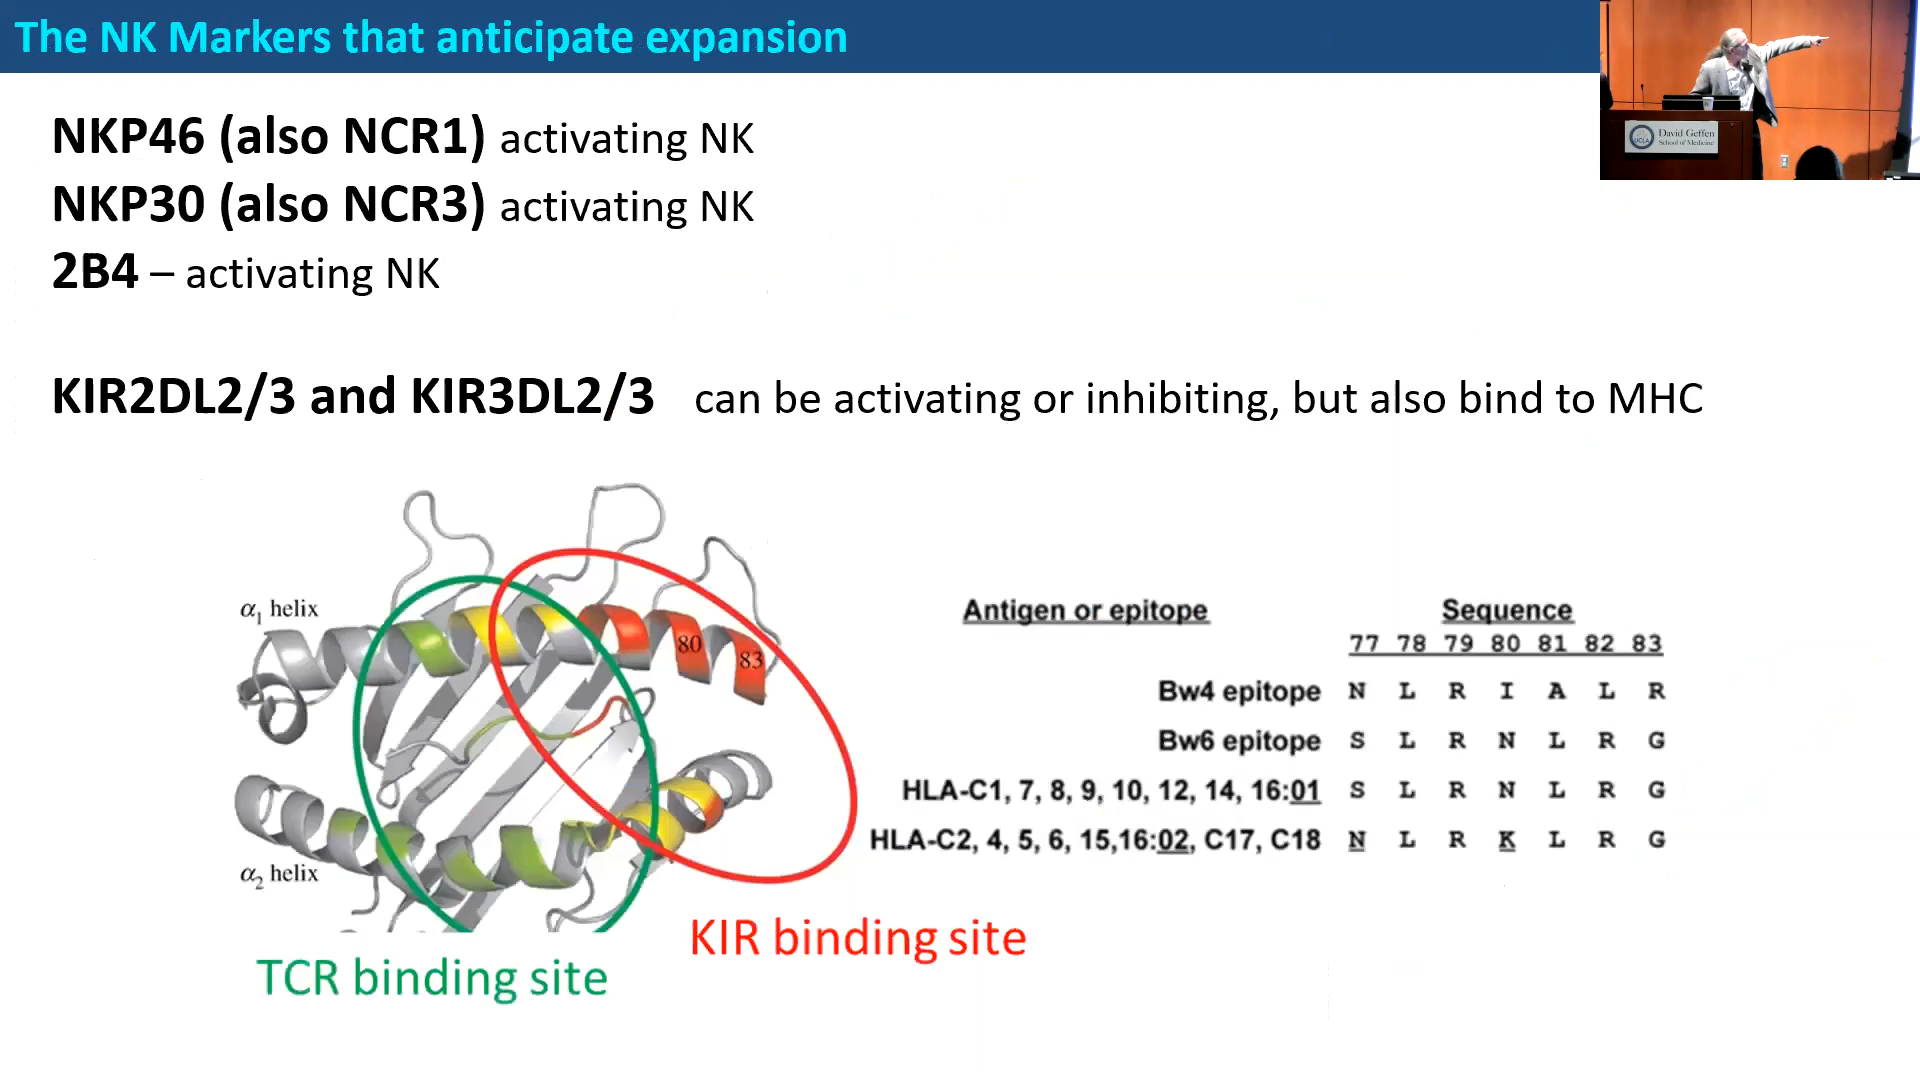 The NK Markers that anticipate expansion
NKP46 (also NCR1) activating NK
NKP30 (also NCR3) activating NK
2B4 – activating NK
KIR2DL2/3 and KIR3DL2/3 can be activating or inhibiting, but also bind to MHC
α1 helix
80
83
α2 helix
TCR binding site
KIR binding site
Antigen or epitope Sequence
77 78 79 80 81 82 83
Bw4 epitope N L R I A L R
Bw6 epitope S L R N L R G
HLA-C1, 7, 8, 9, 10, 12, 14, 16:01 S L R N L R G
HLA-C2, 4, 5, 6, 15,16:02, C17, C18 N L R K L R G
UCLA
David Geffen
School of Medicine